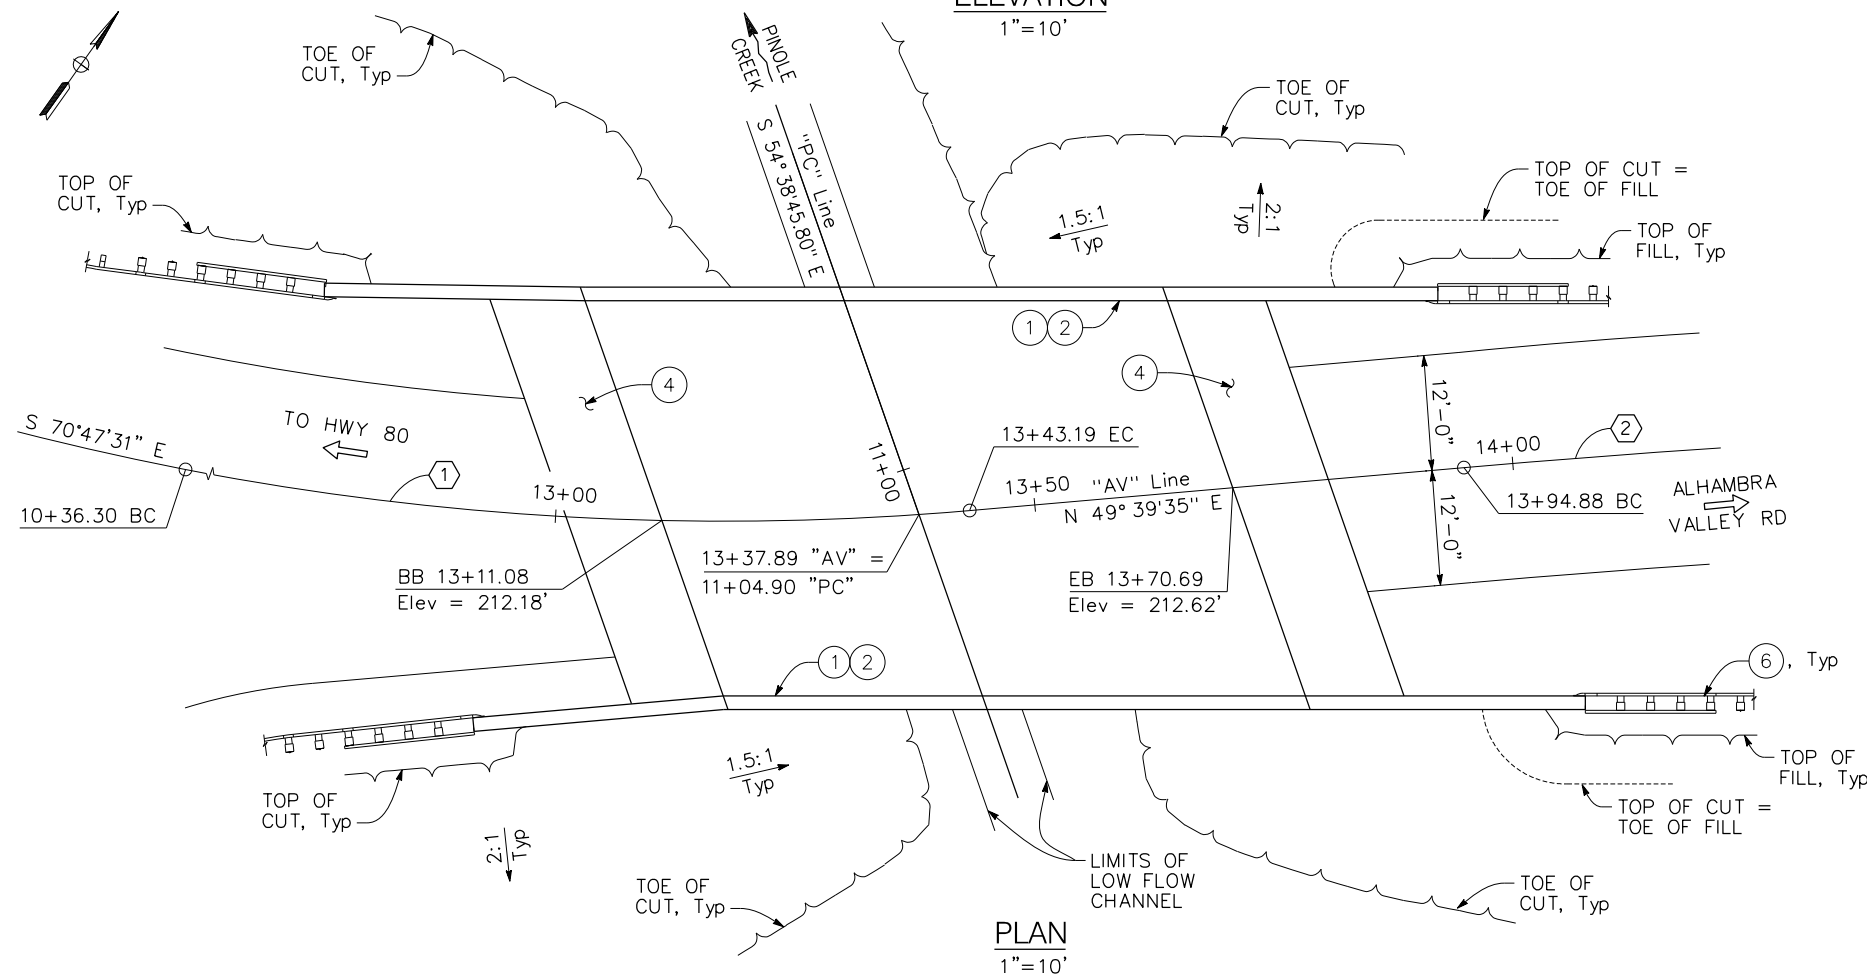 ELEVATION
1"=10'
TOE OF
CUT, Typ
PINOLE
CREEK
TOE OF
CUT, Typ
S 54°38'45.80" E
"PC" Line
TOP OF CUT =
TOE OF FILL
TOP OF
CUT, Typ
1.5:1
Typ
2:1
Typ
TOP OF
FILL, Typ
1
2
4
4
12'-0"
S 70°47'31" E
TO HWY 80
13+43.19 EC
14+00
2
1
11+00
13+00
13+50
"AV" Line
N 49°39'35" E
10+36.30 BC
13+94.88 BC
ALHAMBRA
VALLEY RD
12'-0"
BB 13+11.08
Elev = 212.18'
13+37.89 "AV" =
11+04.90 "PC"
EB 13+70.69
Elev = 212.62'
1
2
6
, Typ
1.5:1
Typ
TOP OF
FILL, Typ
TOP OF
CUT, Typ
TOP OF CUT =
TOE OF FILL
2:1
Typ
LIMITS OF
LOW FLOW
CHANNEL
TOE OF
CUT, Typ
TOE OF
CUT, Typ
PLAN
1"=10'